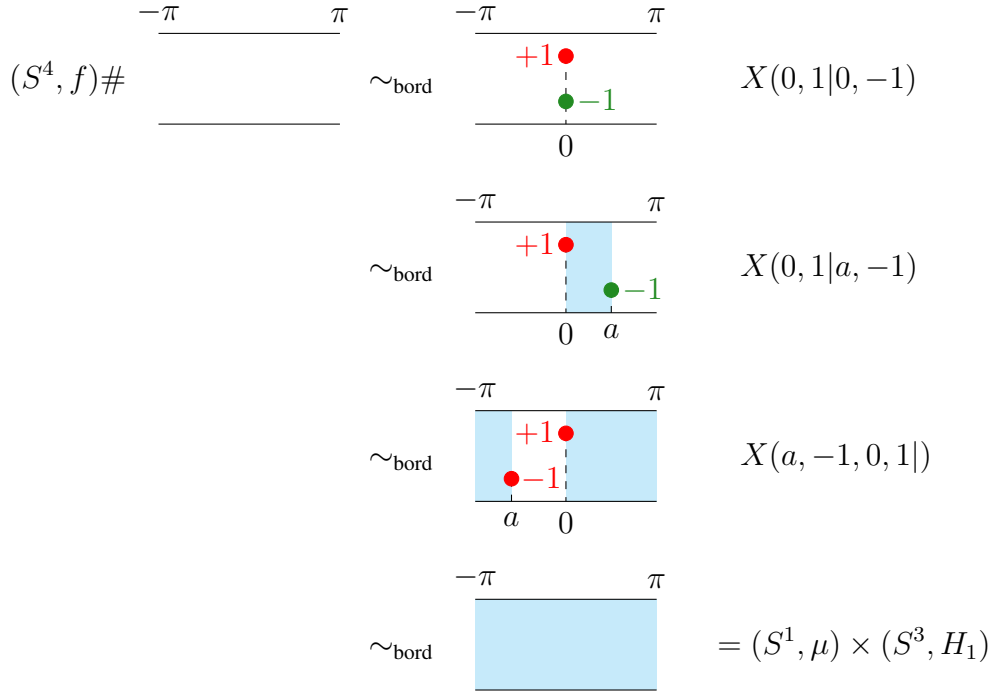 −π π −π π
(S⁴, f)# ∼bord +1 −1 X(0, 1|0, −1)
0
−π π
∼bord +1 −1 X(0, 1|a, −1)
0 a
−π π
∼bord +1 −1 X(a, −1, 0, 1|)
a 0
−π π
∼bord = (S¹, μ) × (S³, H₁)